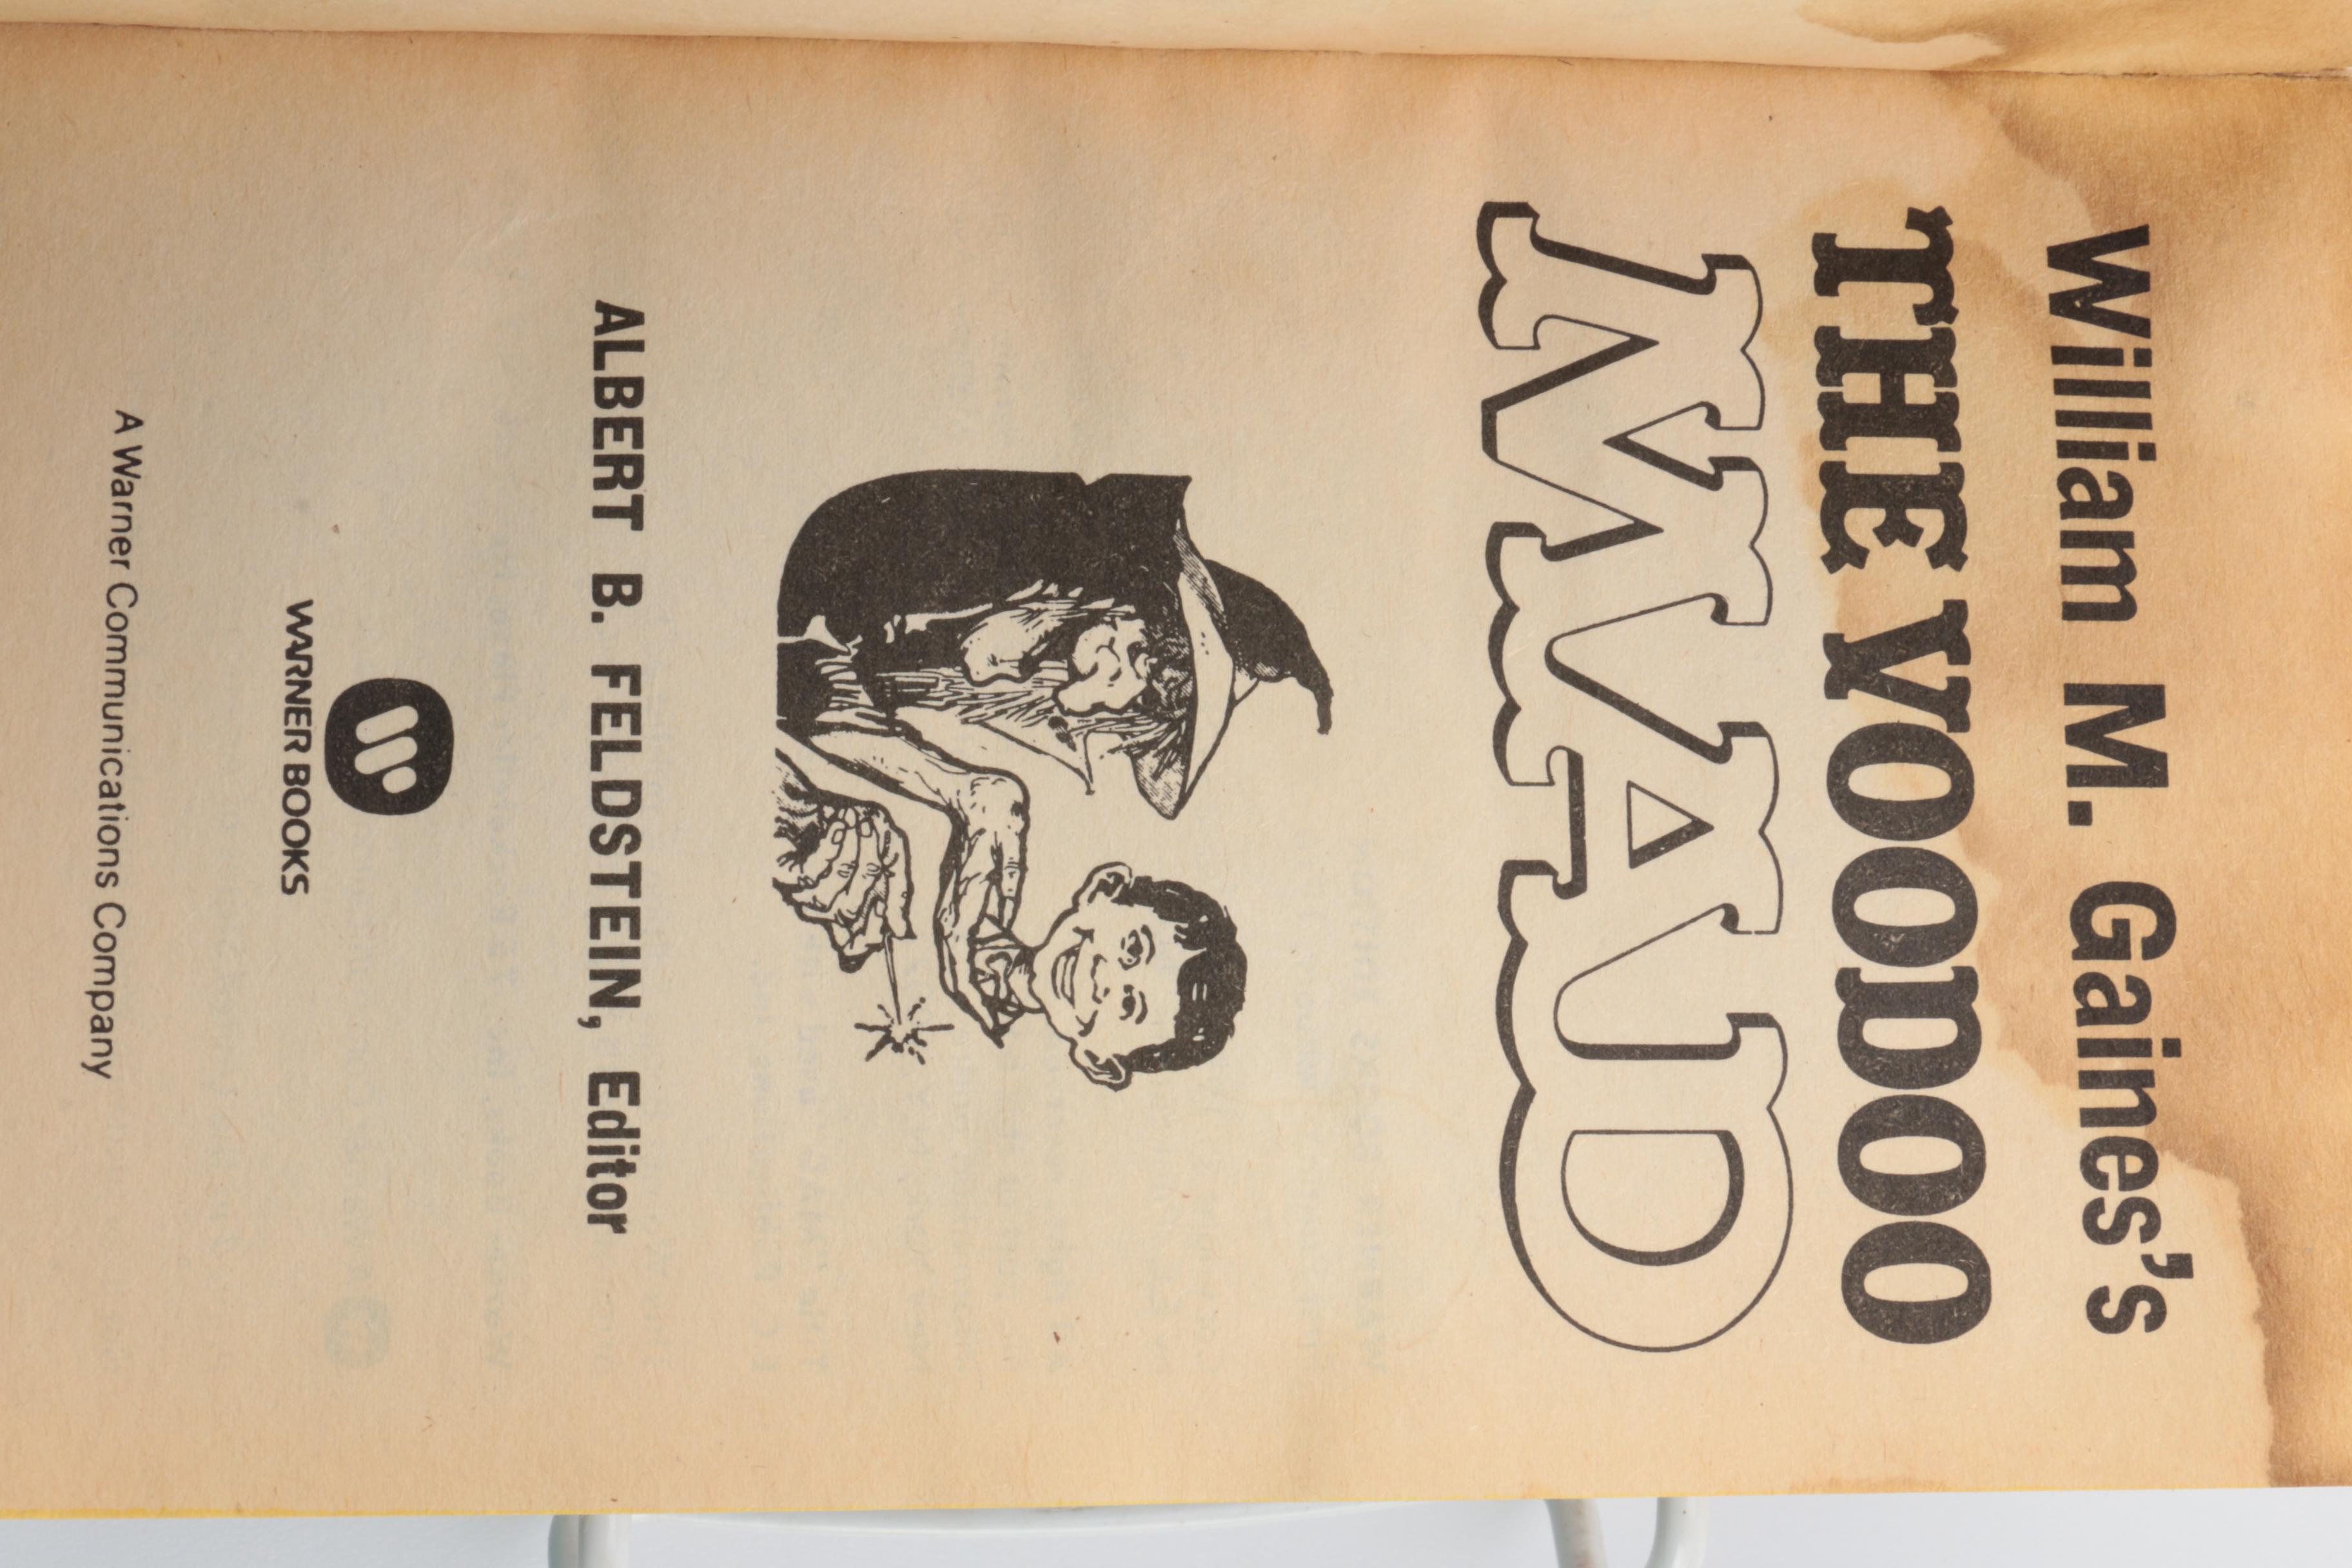 William M. Gaines's
THE VOODOO
MAD
ALBERT B. FELDSTEIN, Editor
WARNER BOOKS
A Warner Communications Company